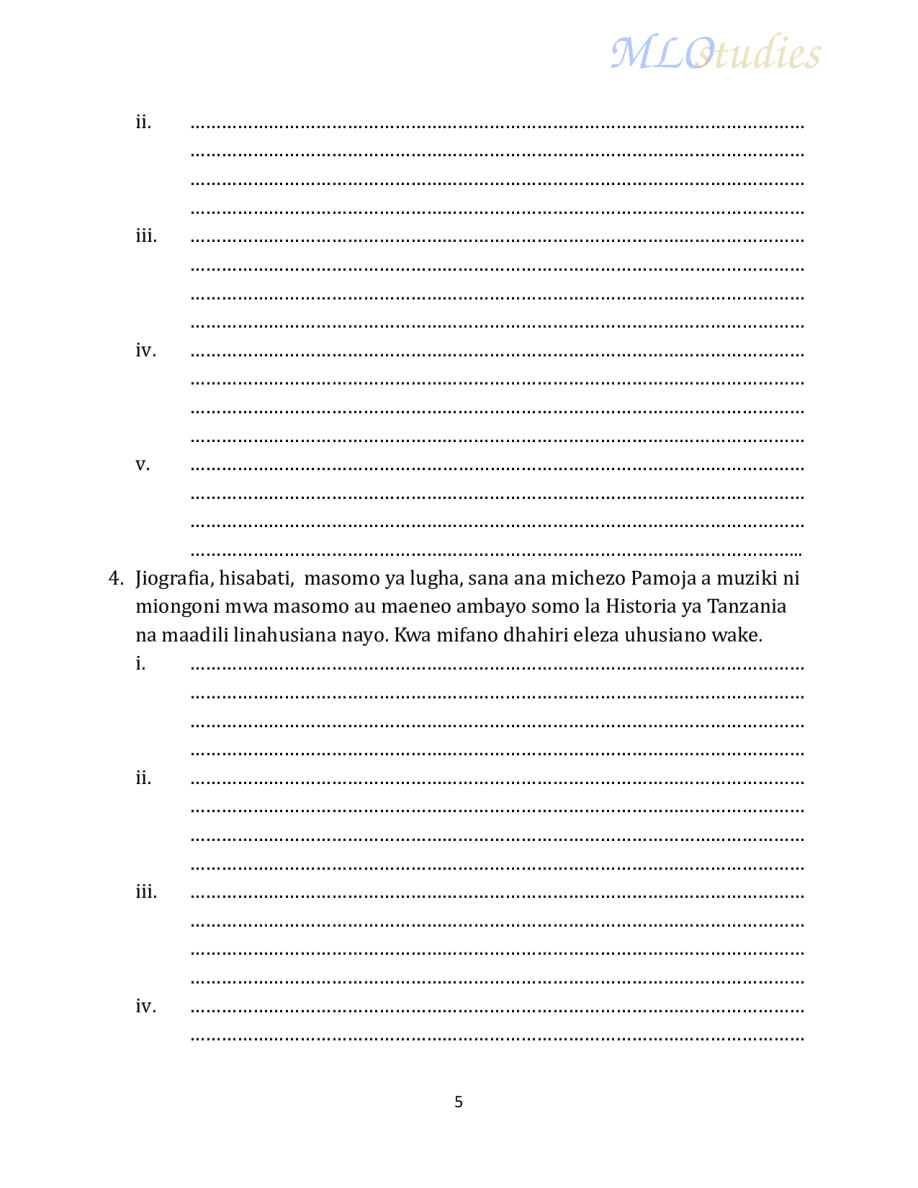 MLOstudies
ii. ……………………………………………………………………………………………………
……………………………………………………………………………………………………
……………………………………………………………………………………………………
……………………………………………………………………………………………………
iii. ……………………………………………………………………………………………………
……………………………………………………………………………………………………
……………………………………………………………………………………………………
……………………………………………………………………………………………………
iv. ……………………………………………………………………………………………………
……………………………………………………………………………………………………
……………………………………………………………………………………………………
……………………………………………………………………………………………………
v. ……………………………………………………………………………………………………
……………………………………………………………………………………………………
……………………………………………………………………………………………………
……………………………………………………………………………………………………...
4. Jiografia, hisabati, masomo ya lugha, sana ana michezo Pamoja a muziki ni
miongoni mwa masomo au maeneo ambayo somo la Historia ya Tanzania
na maadili linahusiana nayo. Kwa mifano dhahiri eleza uhusiano wake.
i. ……………………………………………………………………………………………………
……………………………………………………………………………………………………
……………………………………………………………………………………………………
……………………………………………………………………………………………………
ii. ……………………………………………………………………………………………………
……………………………………………………………………………………………………
……………………………………………………………………………………………………
……………………………………………………………………………………………………
iii. ……………………………………………………………………………………………………
……………………………………………………………………………………………………
……………………………………………………………………………………………………
……………………………………………………………………………………………………
iv. ……………………………………………………………………………………………………
……………………………………………………………………………………………………
5